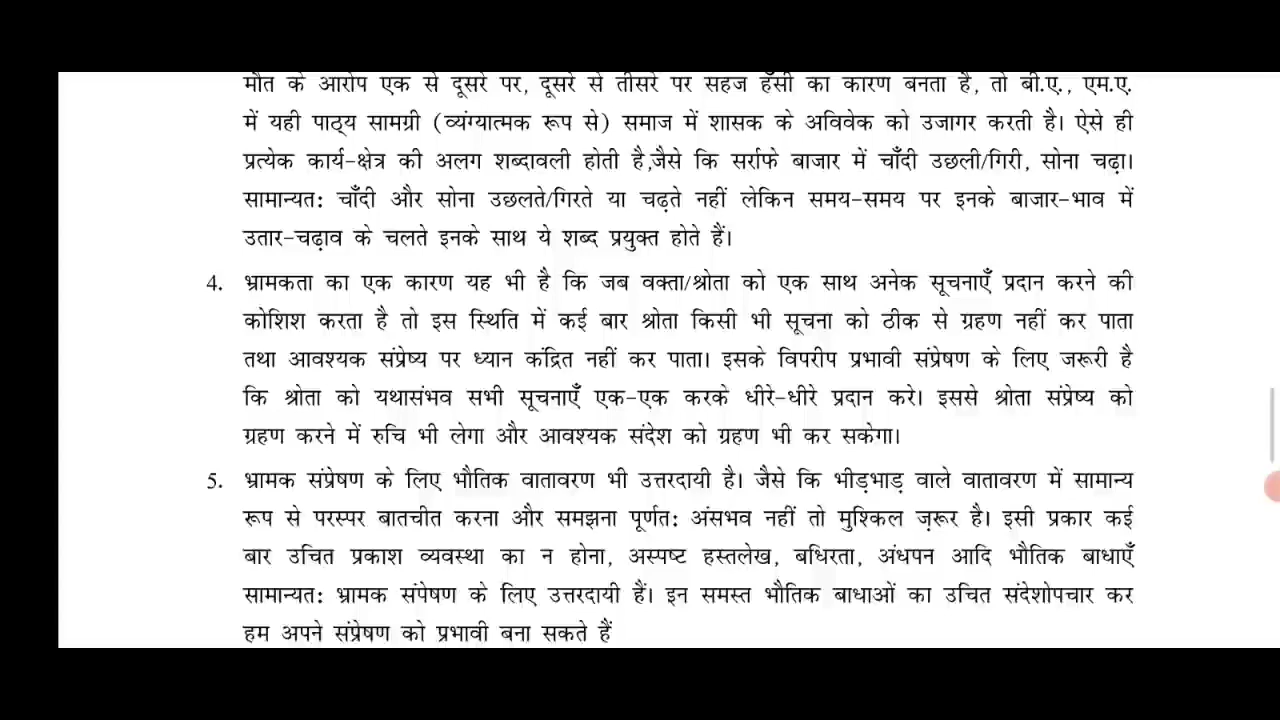 मौत के आरोप एक से दूसरे पर, दूसरे से तीसरे पर सहज हँसी का कारण बनता है, तो बी.ए., एम.ए.
में यही पाठ्य सामग्री (व्यंग्यात्मक रूप से) समाज में शासक के अविवेक को उजागर करती है। ऐसे ही
प्रत्येक कार्य-क्षेत्र की अलग शब्दावली होती है,जैसे कि सर्राफे बाजार में चाँदी उछली/गिरी, सोना चढ़ा।
सामान्यत: चाँदी और सोना उछलते/गिरते या चढ़ते नहीं लेकिन समय-समय पर इनके बाजार-भाव में
उतार-चढ़ाव के चलते इनके साथ ये शब्द प्रयुक्त होते हैं।
4. भ्रामकता का एक कारण यह भी है कि जब वक्ता/श्रोता को एक साथ अनेक सूचनाएँ प्रदान करने की
कोशिश करता है तो इस स्थिति में कई बार श्रोता किसी भी सूचना को ठीक से ग्रहण नहीं कर पाता
तथा आवश्यक संप्रेष्य पर ध्यान कंद्रित नहीं कर पाता। इसके विपरीप प्रभावी संप्रेषण के लिए जरूरी है
कि श्रोता को यथासंभव सभी सूचनाएँ एक-एक करके धीरे-धीरे प्रदान करे। इससे श्रोता संप्रेष्य को
ग्रहण करने में रुचि भी लेगा और आवश्यक संदेश को ग्रहण भी कर सकेगा।
5. भ्रामक संप्रेषण के लिए भौतिक वातावरण भी उत्तरदायी है। जैसे कि भीड़भाड़ वाले वातावरण में सामान्य
रूप से परस्पर बातचीत करना और समझना पूर्णत: अंसभव नहीं तो मुश्किल ज़रूर है। इसी प्रकार कई
बार उचित प्रकाश व्यवस्था का न होना, अस्पष्ट हस्तलेख, बधिरता, अंधपन आदि भौतिक बाधाएँ
सामान्यत: भ्रामक संपेषण के लिए उत्तरदायी हैं। इन समस्त भौतिक बाधाओं का उचित संदेशोपचार कर
हम अपने संप्रेषण को प्रभावी बना सकते हैं